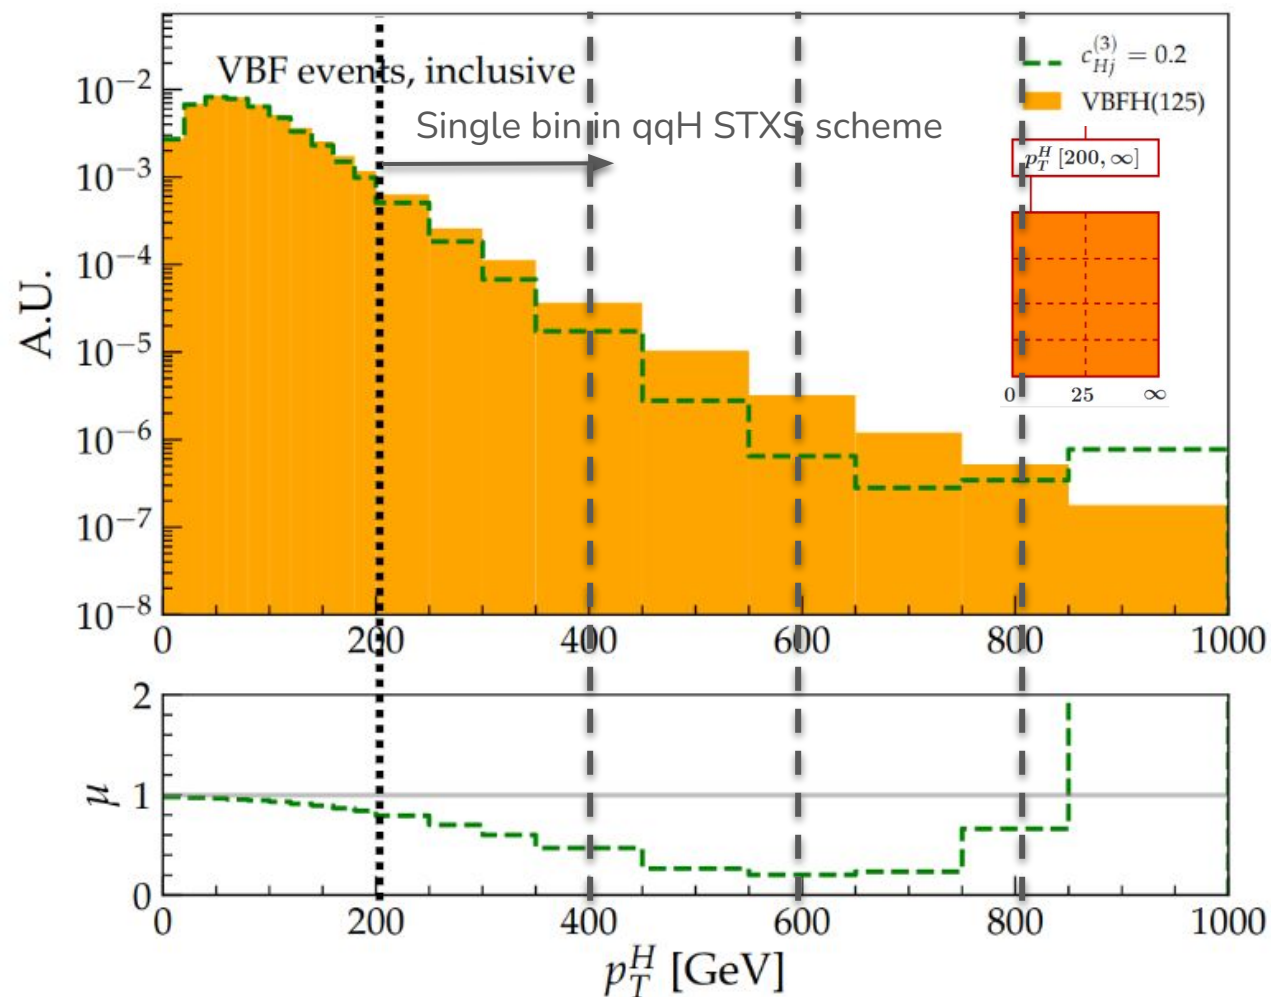 VBF events, inclusive
c_{Hj}^{(3)} = 0.2
VBFH(125)
Single bin in qqH STXS scheme
p_T^H [200, ∞]
0 25 ∞
A.U.
10^{-2}
10^{-3}
10^{-4}
10^{-5}
10^{-6}
10^{-7}
10^{-8}
0 200 400 600 800 1000
μ
2
1
0
0 200 400 600 800 1000
p_T^H [GeV]